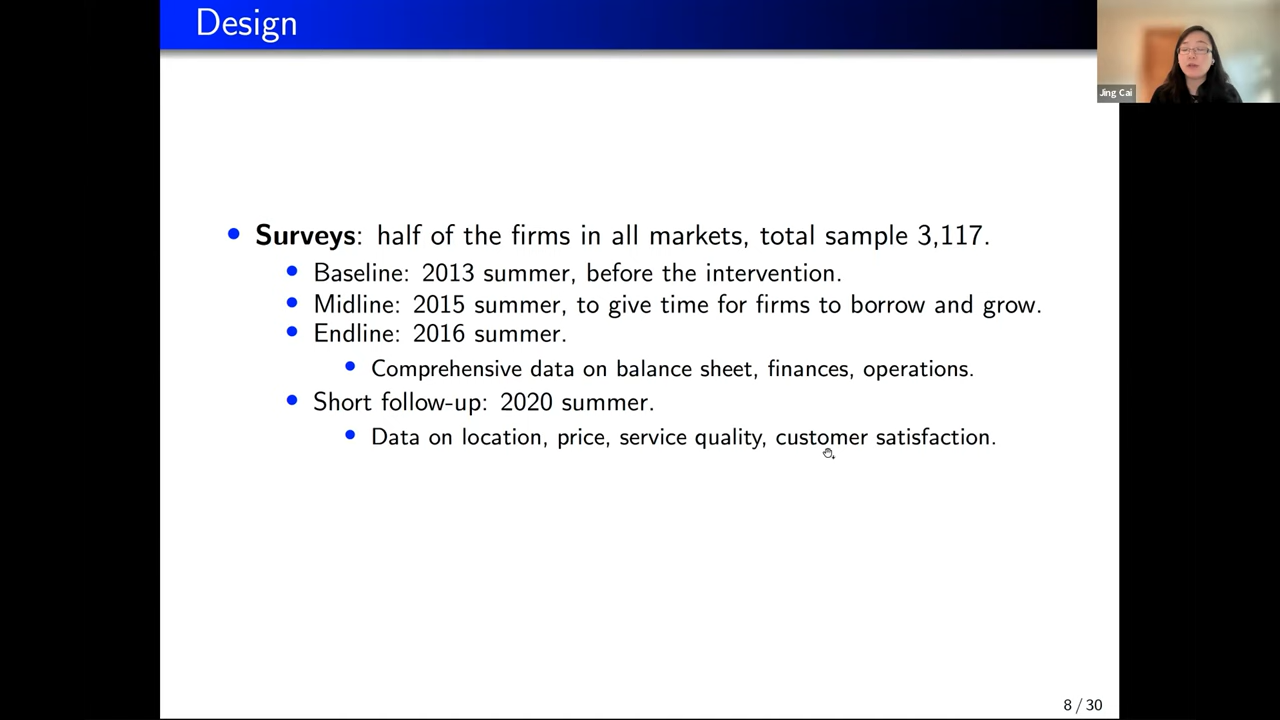 Design
Jing Cai
Surveys: half of the firms in all markets, total sample 3,117.
Baseline: 2013 summer, before the intervention.
Midline: 2015 summer, to give time for firms to borrow and grow.
Endline: 2016 summer.
Comprehensive data on balance sheet, finances, operations.
Short follow-up: 2020 summer.
Data on location, price, service quality, customer satisfaction.
8 / 30